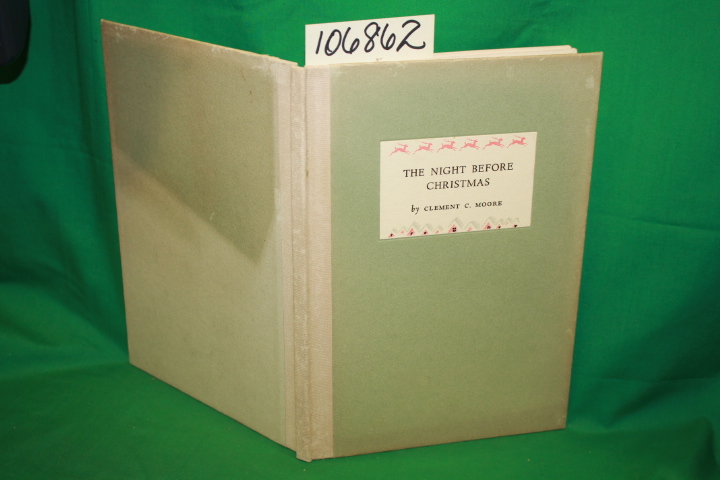 106862
THE NIGHT BEFORE
CHRISTMAS
by CLEMENT C. MOORE